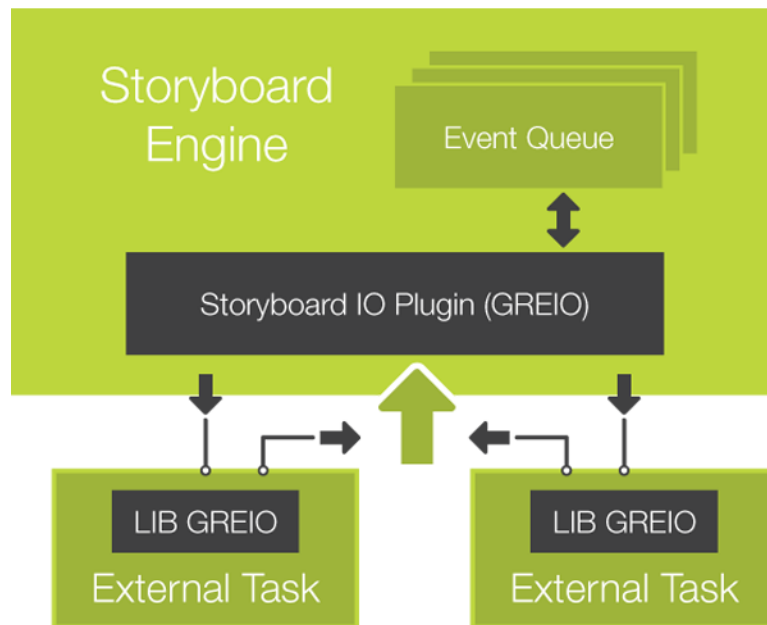 Storyboard
Engine
Event Queue
Storyboard IO Plugin (GREIO)
LIB GREIO
External Task
LIB GREIO
External Task